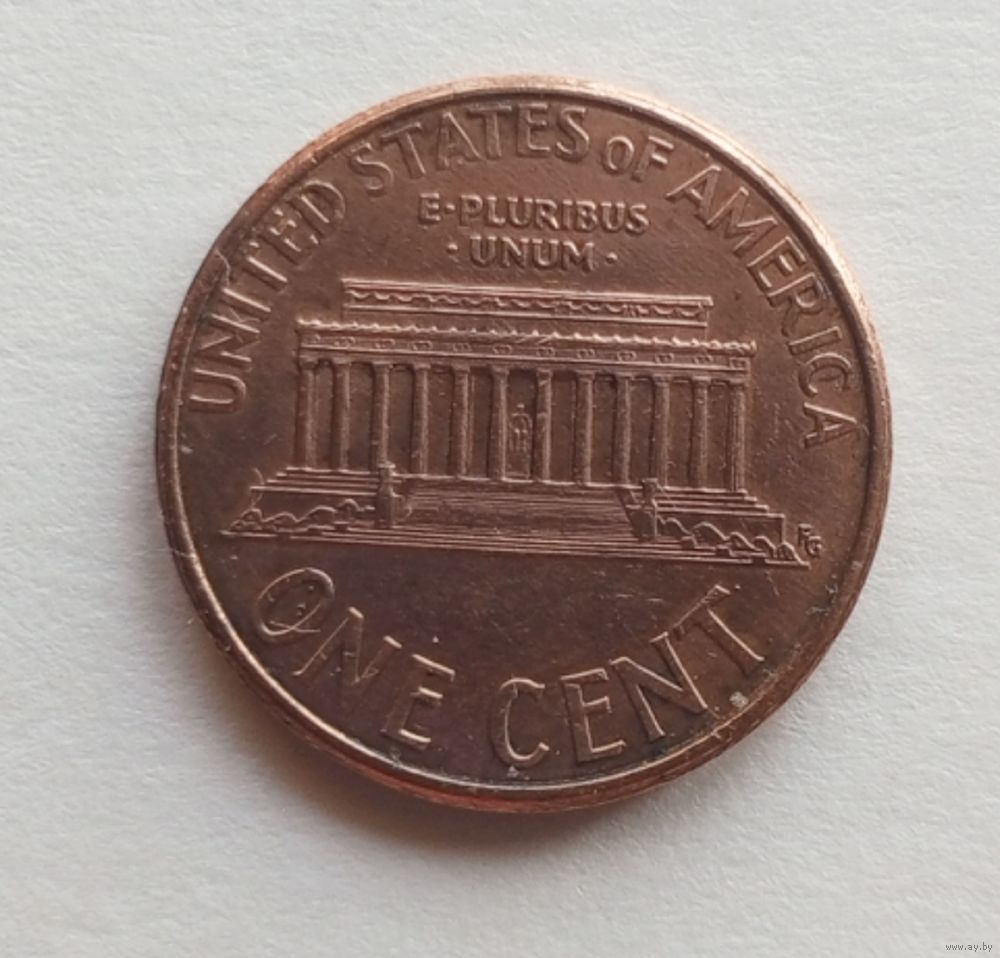 UNITED STATES oF AMERICA
E·PLURIBUS
·UNUM·
FG
ONE CENT
www.ay.by